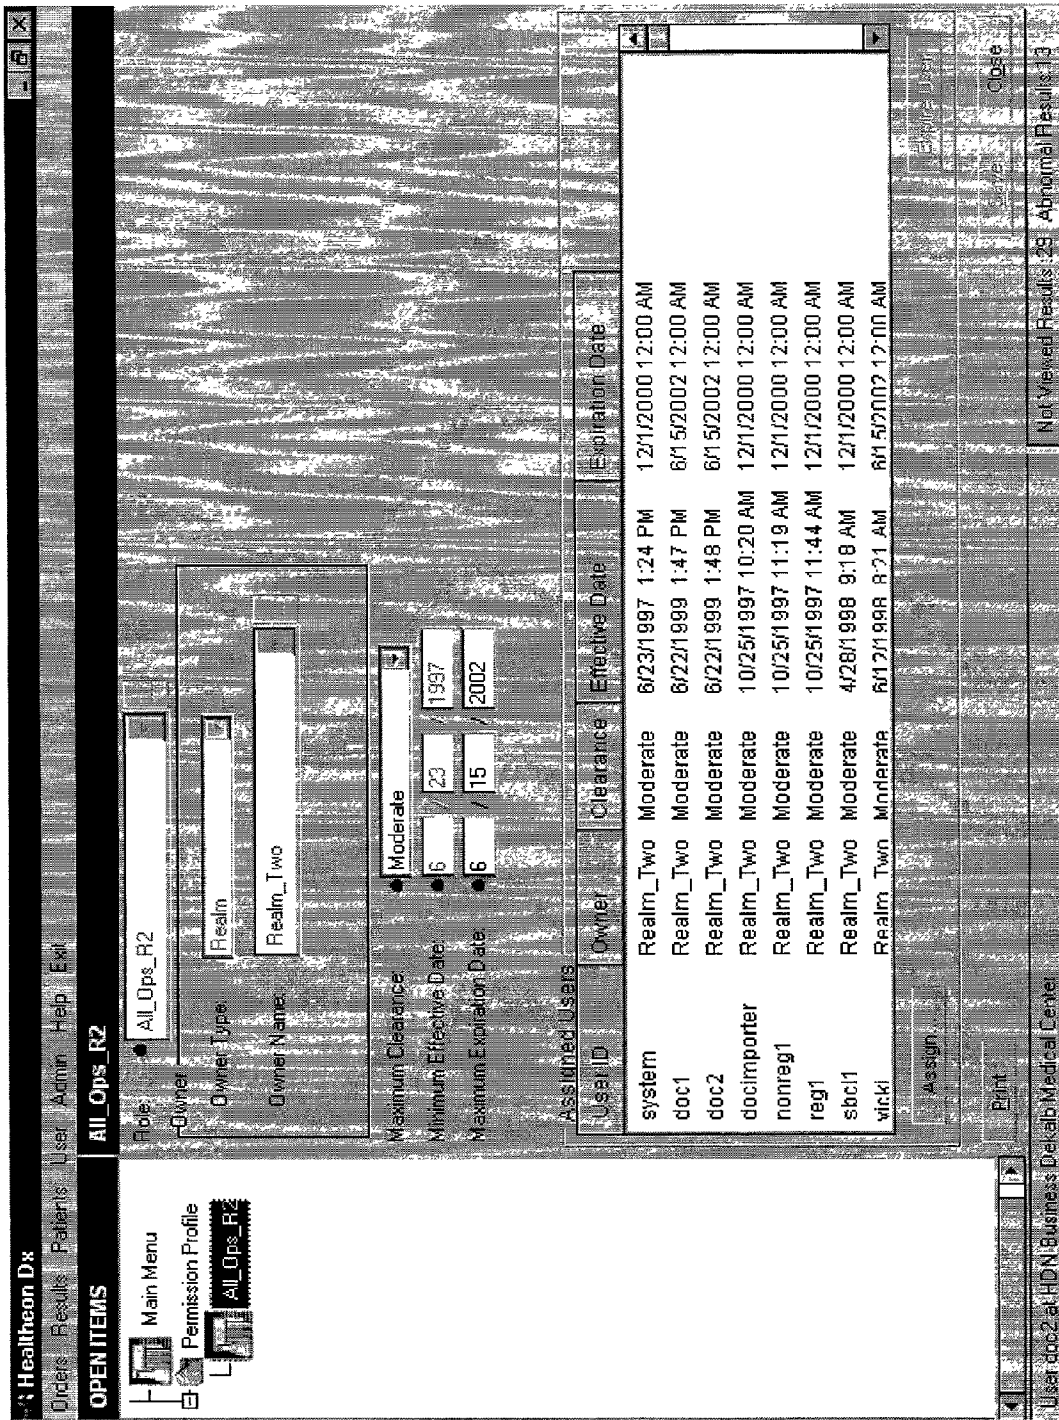 Healtheon Dx
Orders Results Patients User Admin Help Exit
OPEN ITEMS
Main Menu
Permission Profile
All_Ops_R2
All_Ops_R2
Role: All_Ops_R2
Owner
Owner Type: Realm
Owner Name: Realm_Two
Maximum Clearance: Moderate
Minimum Effective Date: 6 / 23 / 1997
Maximum Expiration Date: 6 / 15 / 2002
Assigned Users
User ID Owner Clearance Effective Date Expiration Date
system Realm_Two Moderate 6/23/1997 1:24 PM 12/1/2000 12:00 AM
doc1 Realm_Two Moderate 6/22/1999 1:47 PM 6/15/2002 12:00 AM
doc2 Realm_Two Moderate 6/22/1999 1:48 PM 6/15/2002 12:00 AM
docimporter Realm_Two Moderate 10/25/1997 10:20 AM 12/1/2000 12:00 AM
nonreg1 Realm_Two Moderate 10/25/1997 11:19 AM 12/1/2000 12:00 AM
reg1 Realm_Two Moderate 10/25/1997 11:44 AM 12/1/2000 12:00 AM
sbcl1 Realm_Two Moderate 4/28/1998 9:18 AM 12/1/2000 12:00 AM
vicki Realm_Two Moderate 6/17/1998 8:21 AM 6/15/2002 12:00 AM
Assign... Expire User
Print Save Close
User doc2 at HDN Business Dekalb Medical Center Not Viewed Results:29 Abnormal Results:13